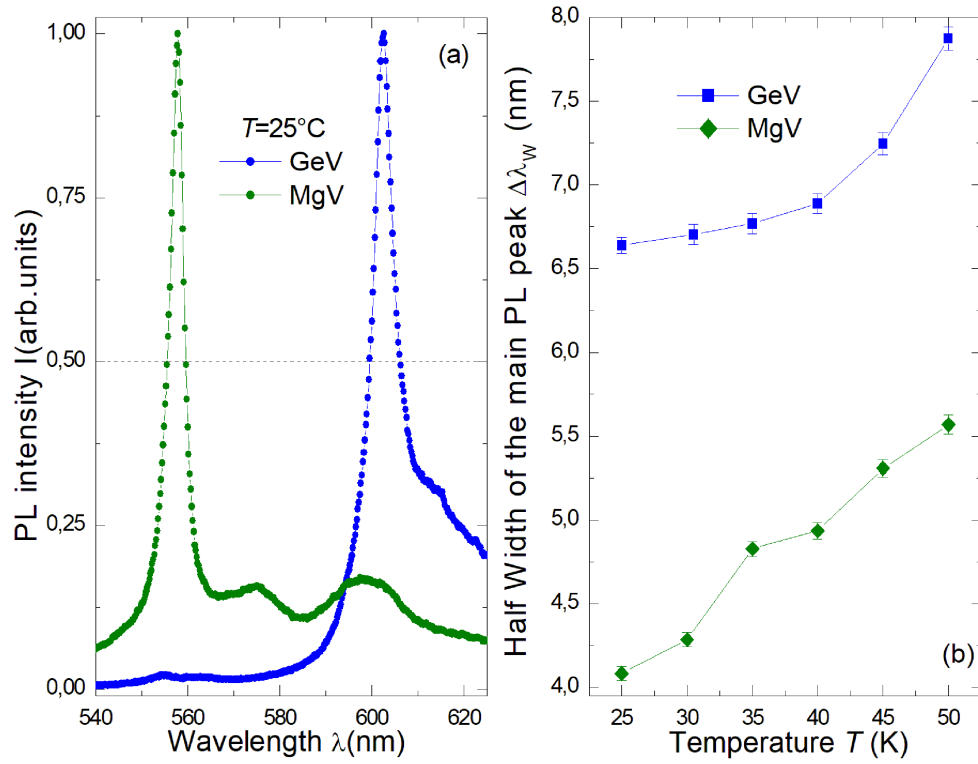 PL intensity I(arb.units)
1,00
0,75
0,50
0,25
0,00
(a)
T=25°C
GeV
MgV
540
560
580
600
620
Wavelength λ(nm)
Half Width of the main PL peak Δλ_W (nm)
8,0
7,5
7,0
6,5
6,0
5,5
5,0
4,5
4,0
GeV
MgV
(b)
25
30
35
40
45
50
Temperature T (K)